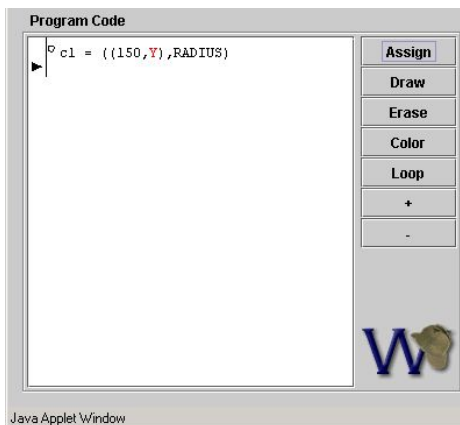 Program Code
c1 = ((150,Y),RADIUS)
Assign
Draw
Erase
Color
Loop
+
-
W
Java Applet Window